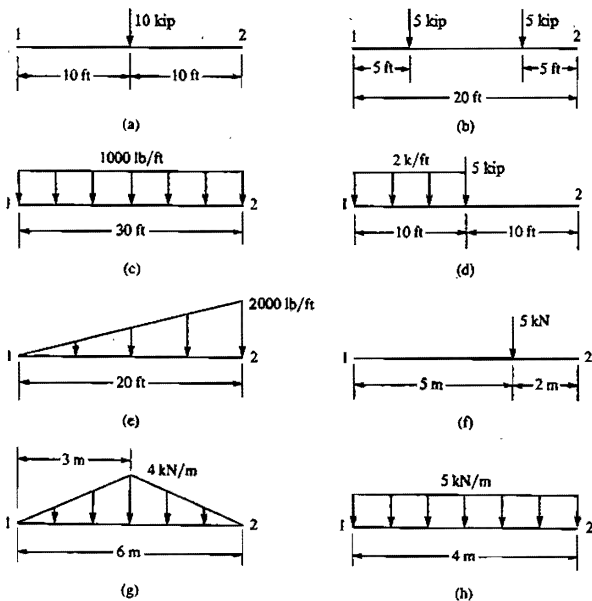 10 kip
1 2
10 ft 10 ft
(a)
5 kip 5 kip
1 2
5 ft 5 ft
20 ft
(b)
1000 lb/ft
1 2
30 ft
(c)
2 k/ft 5 kip
1 2
10 ft 10 ft
(d)
2000 lb/ft
1 2
20 ft
(e)
5 kN
1 2
5 m 2 m
(f)
3 m 4 kN/m
1 2
6 m
(g)
5 kN/m
1 2
4 m
(h)